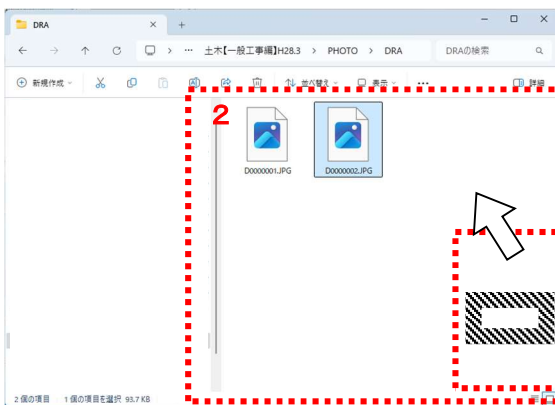 DRA
土木【一般工事編】H28.3 > PHOTO > DRA
DRAの検索
新規作成
並べ替え
表示
詳細
2
D0000001.JPG
D0000002.JPG
2 個の項目
1 個の項目を選択 93.7 KB